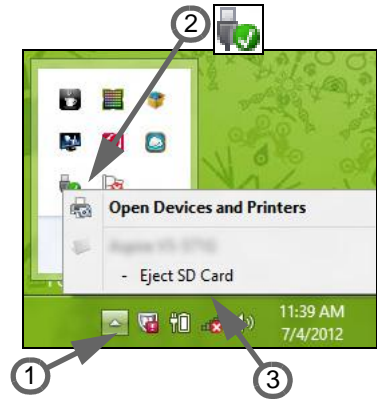 2
Open Devices and Printers
- Eject SD Card
11:39 AM
7/4/2012
1
3